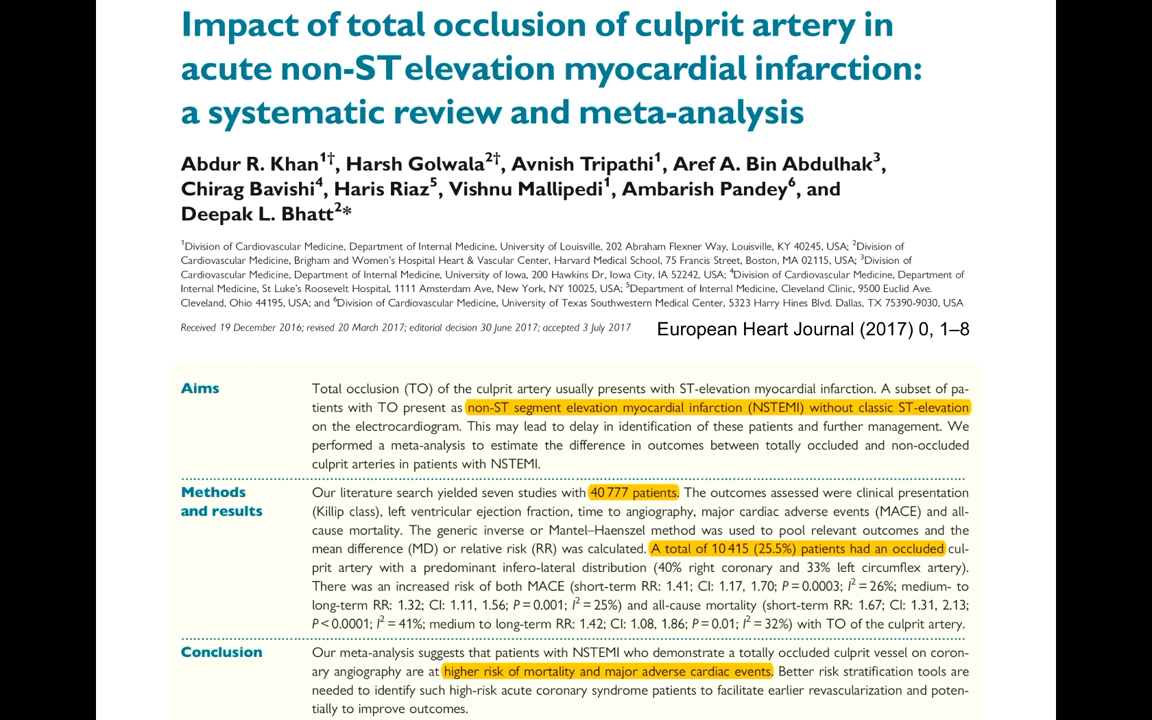 Impact of total occlusion of culprit artery in
acute non-ST elevation myocardial infarction:
a systematic review and meta-analysis
Abdur R. Khan1†, Harsh Golwala2†, Avnish Tripathi1, Aref A. Bin Abdulhak3,
Chirag Bavishi4, Haris Riaz5, Vishnu Mallipedi1, Ambarish Pandey6, and
Deepak L. Bhatt2*
1Division of Cardiovascular Medicine, Department of Internal Medicine, University of Louisville, 202 Abraham Flexner Way, Louisville, KY 40245, USA; 2Division of
Cardiovascular Medicine, Brigham and Women's Hospital Heart & Vascular Center, Harvard Medical School, 75 Francis Street, Boston, MA 02115, USA; 3Division of
Cardiovascular Medicine, Department of Internal Medicine, University of Iowa, 200 Hawkins Dr, Iowa City, IA 52242, USA; 4Division of Cardiovascular Medicine, Department of
Internal Medicine, St Luke's Roosevelt Hospital, 1111 Amsterdam Ave, New York, NY 10025, USA; 5Department of Internal Medicine, Cleveland Clinic, 9500 Euclid Ave.
Cleveland, Ohio 44195, USA; and 6Division of Cardiovascular Medicine, University of Texas Southwestern Medical Center, 5323 Harry Hines Blvd. Dallas, TX 75390-9030, USA
Received 19 December 2016; revised 20 March 2017; editorial decision 30 June 2017; accepted 3 July 2017 European Heart Journal (2017) 0, 1–8
Aims
Total occlusion (TO) of the culprit artery usually presents with ST-elevation myocardial infarction. A subset of pa-
tients with TO present as non-ST segment elevation myocardial infarction (NSTEMI) without classic ST-elevation
on the electrocardiogram. This may lead to delay in identification of these patients and further management. We
performed a meta-analysis to estimate the difference in outcomes between totally occluded and non-occluded
culprit arteries in patients with NSTEMI.
Methods
and results
Our literature search yielded seven studies with 40 777 patients. The outcomes assessed were clinical presentation
(Killip class), left ventricular ejection fraction, time to angiography, major cardiac adverse events (MACE) and all-
cause mortality. The generic inverse or Mantel–Haenszel method was used to pool relevant outcomes and the
mean difference (MD) or relative risk (RR) was calculated. A total of 10 415 (25.5%) patients had an occluded cul-
prit artery with a predominant infero-lateral distribution (40% right coronary and 33% left circumflex artery).
There was an increased risk of both MACE (short-term RR: 1.41; CI: 1.17, 1.70; P = 0.0003; I2 = 26%; medium- to
long-term RR: 1.32; CI: 1.11, 1.56; P = 0.001; I2 = 25%) and all-cause mortality (short-term RR: 1.67; CI: 1.31, 2.13;
P < 0.0001; I2 = 41%; medium to long-term RR: 1.42; CI: 1.08, 1.86; P = 0.01; I2 = 32%) with TO of the culprit artery.
Conclusion
Our meta-analysis suggests that patients with NSTEMI who demonstrate a totally occluded culprit vessel on coron-
ary angiography are at higher risk of mortality and major adverse cardiac events. Better risk stratification tools are
needed to identify such high-risk acute coronary syndrome patients to facilitate earlier revascularization and poten-
tially to improve outcomes.